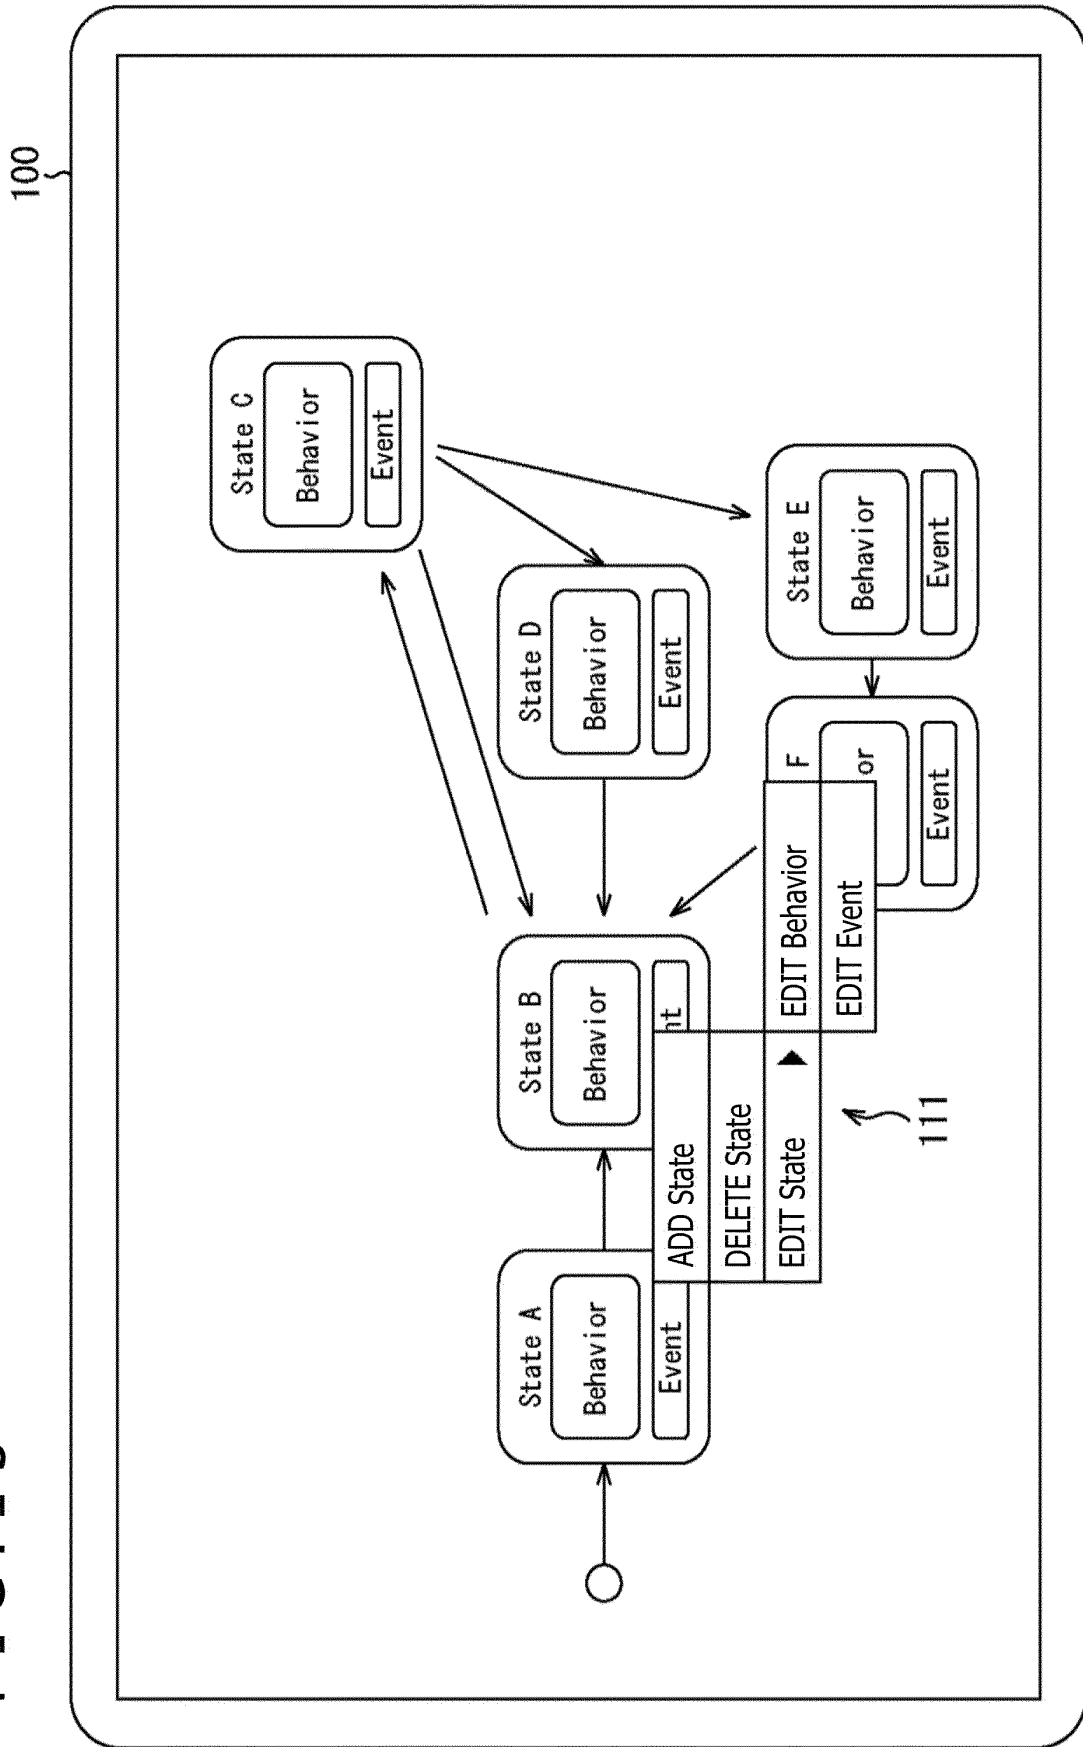 100
State C
Behavior
Event
State D
Behavior
Event
State E
Behavior
Event
State A
Behavior
Event
State B
Behavior
nt
F
or
Event
ADD State
DELETE State
EDIT State ▶
EDIT Behavior
EDIT Event
111